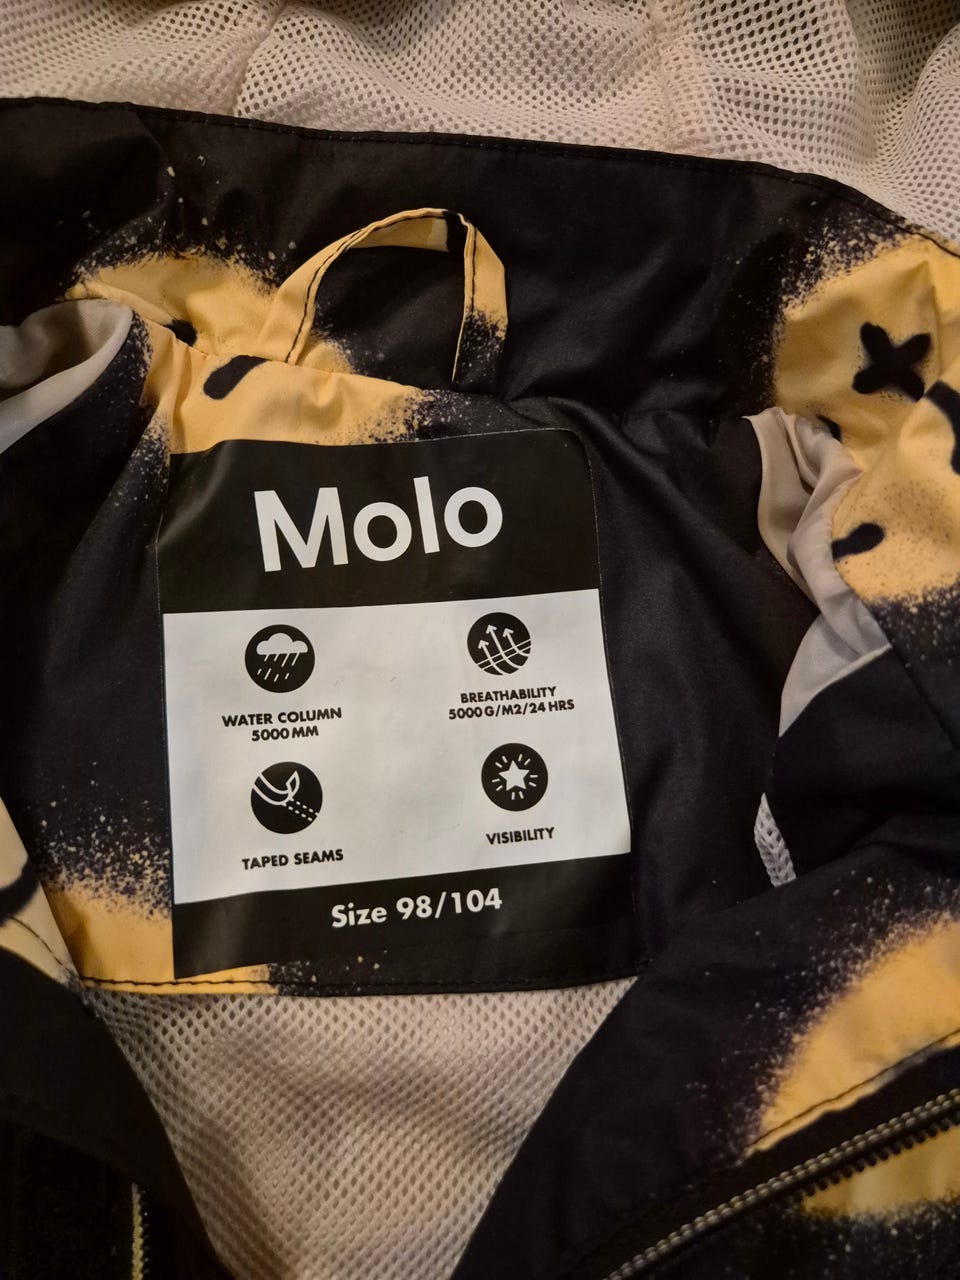 Molo
WATER COLUMN
5000 MM
BREATHABILITY
5000 G/M2/24 HRS
TAPED SEAMS
VISIBILITY
Size 98/104